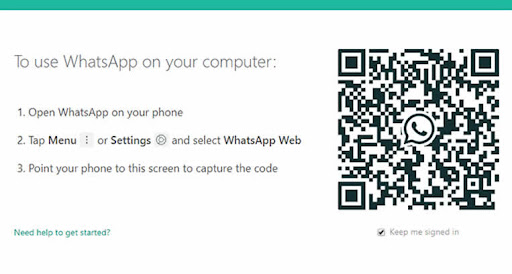 To use WhatsApp on your computer:
1. Open WhatsApp on your phone
2. Tap Menu or Settings and select WhatsApp Web
3. Point your phone to this screen to capture the code
Need help to get started?
Keep me signed in